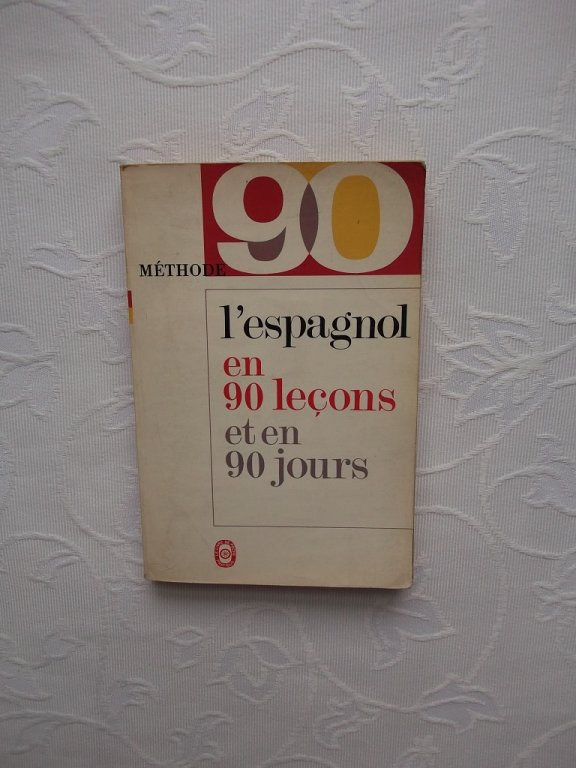 90
MÉTHODE
l'espagnol
en
90 leçons
et en
90 jours